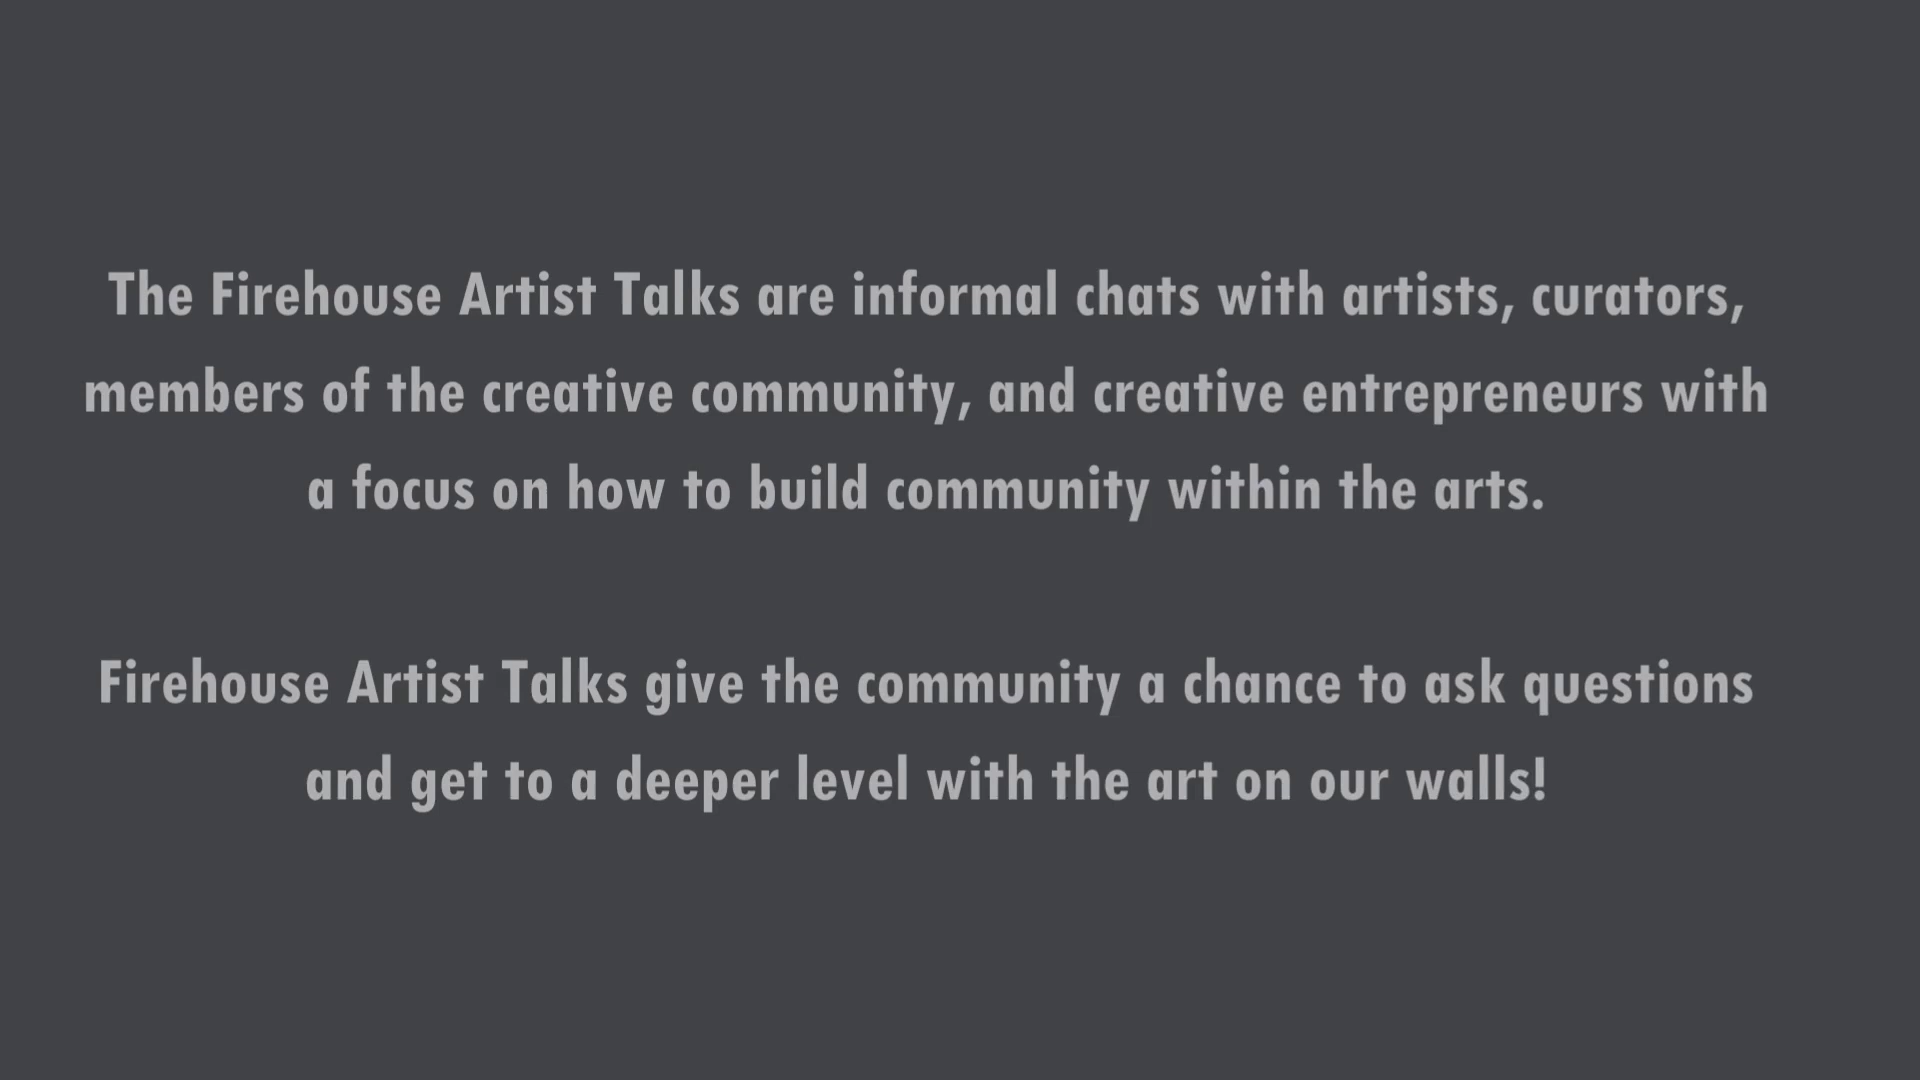 The Firehouse Artist Talks are informal chats with artists, curators,
members of the creative community, and creative entrepreneurs with
a focus on how to build community within the arts.
Firehouse Artist Talks give the community a chance to ask questions
and get to a deeper level with the art on our walls!